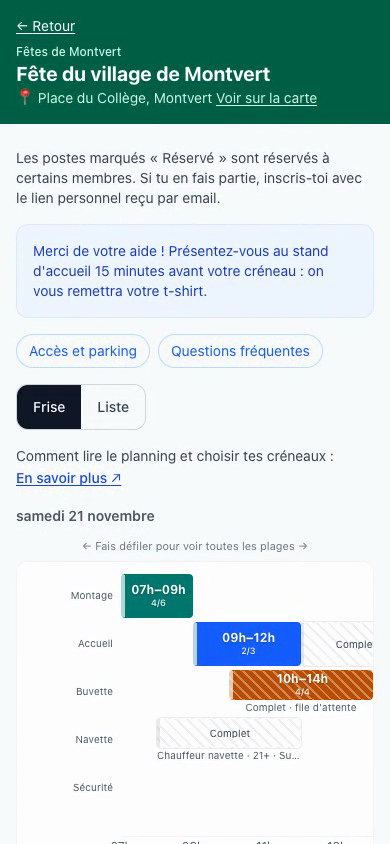 ← Retour
Fêtes de Montvert
Fête du village de Montvert
📍 Place du Collège, Montvert Voir sur la carte
Les postes marqués « Réservé » sont réservés à
certains membres. Si tu en fais partie, inscris-toi avec
le lien personnel reçu par email.
Merci de votre aide ! Présentez-vous au stand
d'accueil 15 minutes avant votre créneau : on
vous remettra votre t-shirt.
Accès et parking
Questions fréquentes
Frise
Liste
Comment lire le planning et choisir tes créneaux :
En savoir plus ↗
samedi 21 novembre
← Fais défiler pour voir toutes les plages →
Montage
07h–09h
4/6
Accueil
09h–12h
2/3
Comple
Buvette
10h–14h
4/4
Complet · file d'attente
Navette
Complet
Chauffeur navette · 21+ · Su...
Sécurité